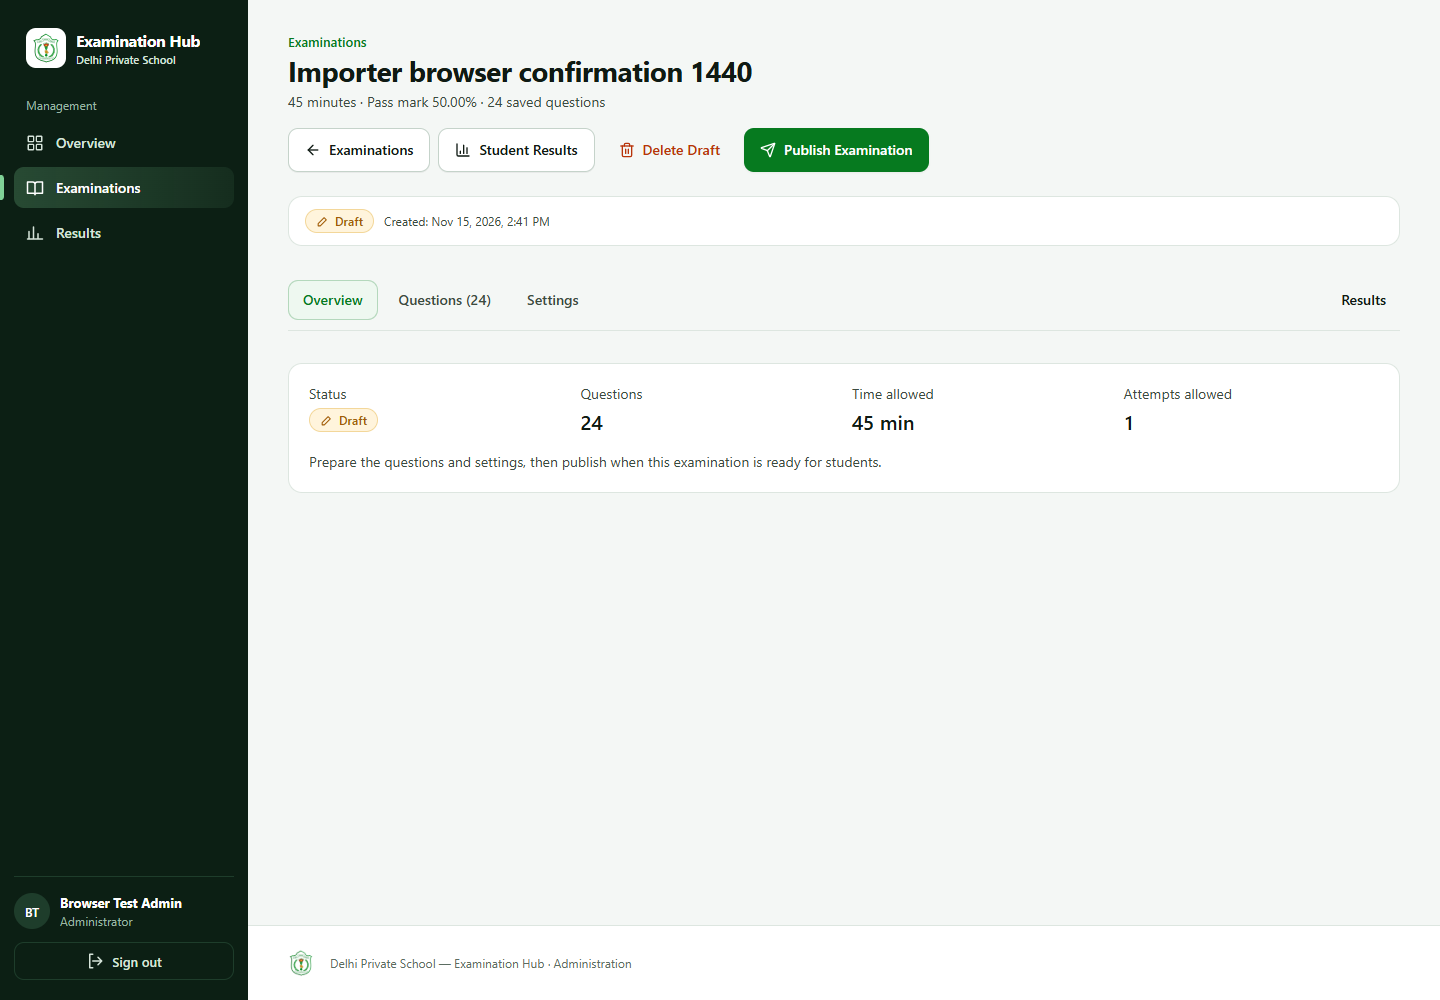 Examination Hub
Delhi Private School
Management
Overview
Examinations
Results
BT
Browser Test Admin
Administrator
Sign out
Examinations
Importer browser confirmation 1440
45 minutes · Pass mark 50.00% · 24 saved questions
Examinations
Student Results
Delete Draft
Publish Examination
Draft
Created: Nov 15, 2026, 2:41 PM
Overview
Questions (24)
Settings
Results
Status
Draft
Questions
24
Time allowed
45 min
Attempts allowed
1
Prepare the questions and settings, then publish when this examination is ready for students.
Delhi Private School — Examination Hub · Administration